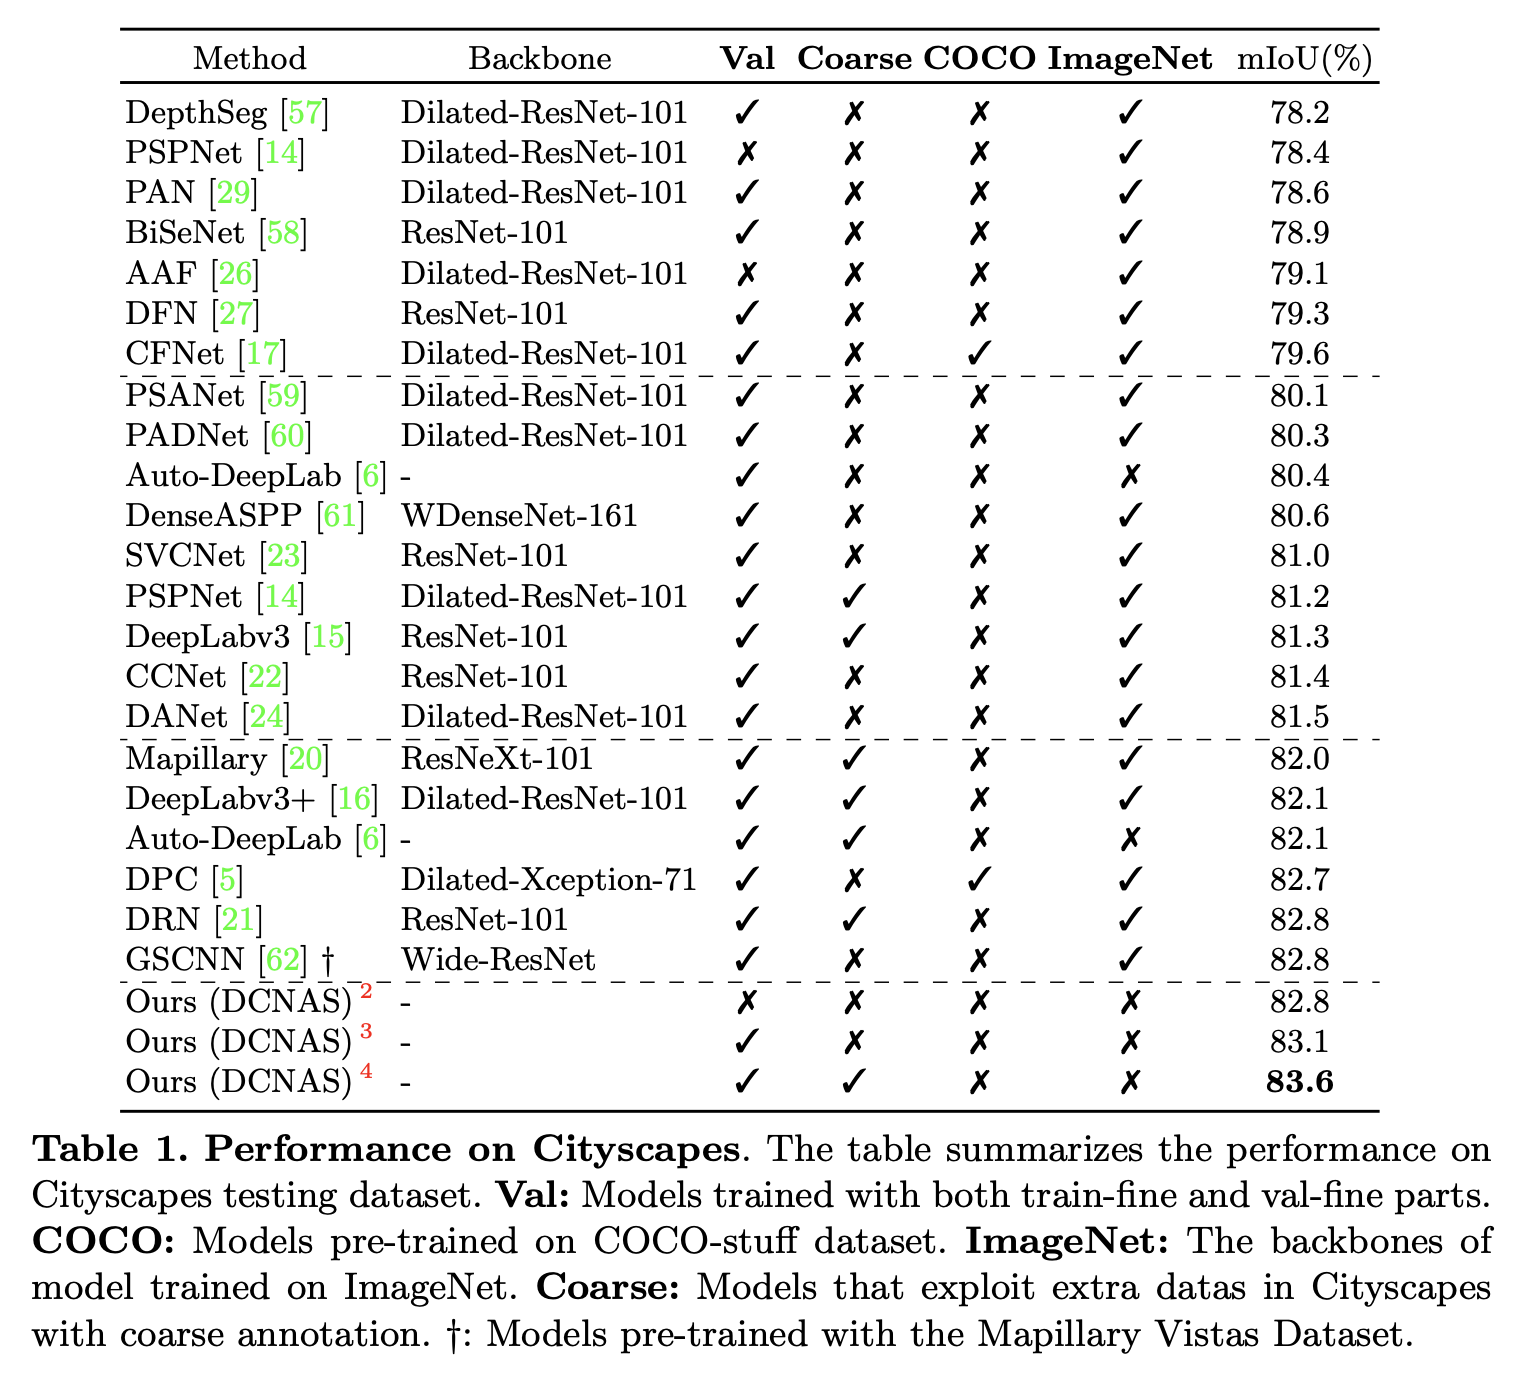 Method Backbone Val Coarse COCO ImageNet mIoU(%)
DepthSeg [57] Dilated-ResNet-101 ✓ ✗ ✗ ✓ 78.2
PSPNet [14] Dilated-ResNet-101 ✗ ✗ ✗ ✓ 78.4
PAN [29] Dilated-ResNet-101 ✓ ✗ ✗ ✓ 78.6
BiSeNet [58] ResNet-101 ✓ ✗ ✗ ✓ 78.9
AAF [26] Dilated-ResNet-101 ✗ ✗ ✗ ✓ 79.1
DFN [27] ResNet-101 ✓ ✗ ✗ ✓ 79.3
CFNet [17] Dilated-ResNet-101 ✓ ✗ ✓ ✓ 79.6
PSANet [59] Dilated-ResNet-101 ✓ ✗ ✗ ✓ 80.1
PADNet [60] Dilated-ResNet-101 ✓ ✗ ✗ ✓ 80.3
Auto-DeepLab [6] - ✓ ✗ ✗ ✗ 80.4
DenseASPP [61] WDenseNet-161 ✓ ✗ ✗ ✓ 80.6
SVCNet [23] ResNet-101 ✓ ✗ ✗ ✓ 81.0
PSPNet [14] Dilated-ResNet-101 ✓ ✓ ✗ ✓ 81.2
DeepLabv3 [15] ResNet-101 ✓ ✓ ✗ ✓ 81.3
CCNet [22] ResNet-101 ✓ ✗ ✗ ✓ 81.4
DANet [24] Dilated-ResNet-101 ✓ ✗ ✗ ✓ 81.5
Mapillary [20] ResNeXt-101 ✓ ✓ ✗ ✓ 82.0
DeepLabv3+ [16] Dilated-ResNet-101 ✓ ✓ ✗ ✓ 82.1
Auto-DeepLab [6] - ✓ ✓ ✗ ✗ 82.1
DPC [5] Dilated-Xception-71 ✓ ✗ ✓ ✓ 82.7
DRN [21] ResNet-101 ✓ ✓ ✗ ✓ 82.8
GSCNN [62] † Wide-ResNet ✓ ✗ ✗ ✓ 82.8
Ours (DCNAS) 2 - ✗ ✗ ✗ ✗ 82.8
Ours (DCNAS) 3 - ✓ ✗ ✗ ✗ 83.1
Ours (DCNAS) 4 - ✓ ✓ ✗ ✗ 83.6
Table 1. Performance on Cityscapes. The table summarizes the performance on
Cityscapes testing dataset. Val: Models trained with both train-fine and val-fine parts.
COCO: Models pre-trained on COCO-stuff dataset. ImageNet: The backbones of
model trained on ImageNet. Coarse: Models that exploit extra datas in Cityscapes
with coarse annotation. †: Models pre-trained with the Mapillary Vistas Dataset.